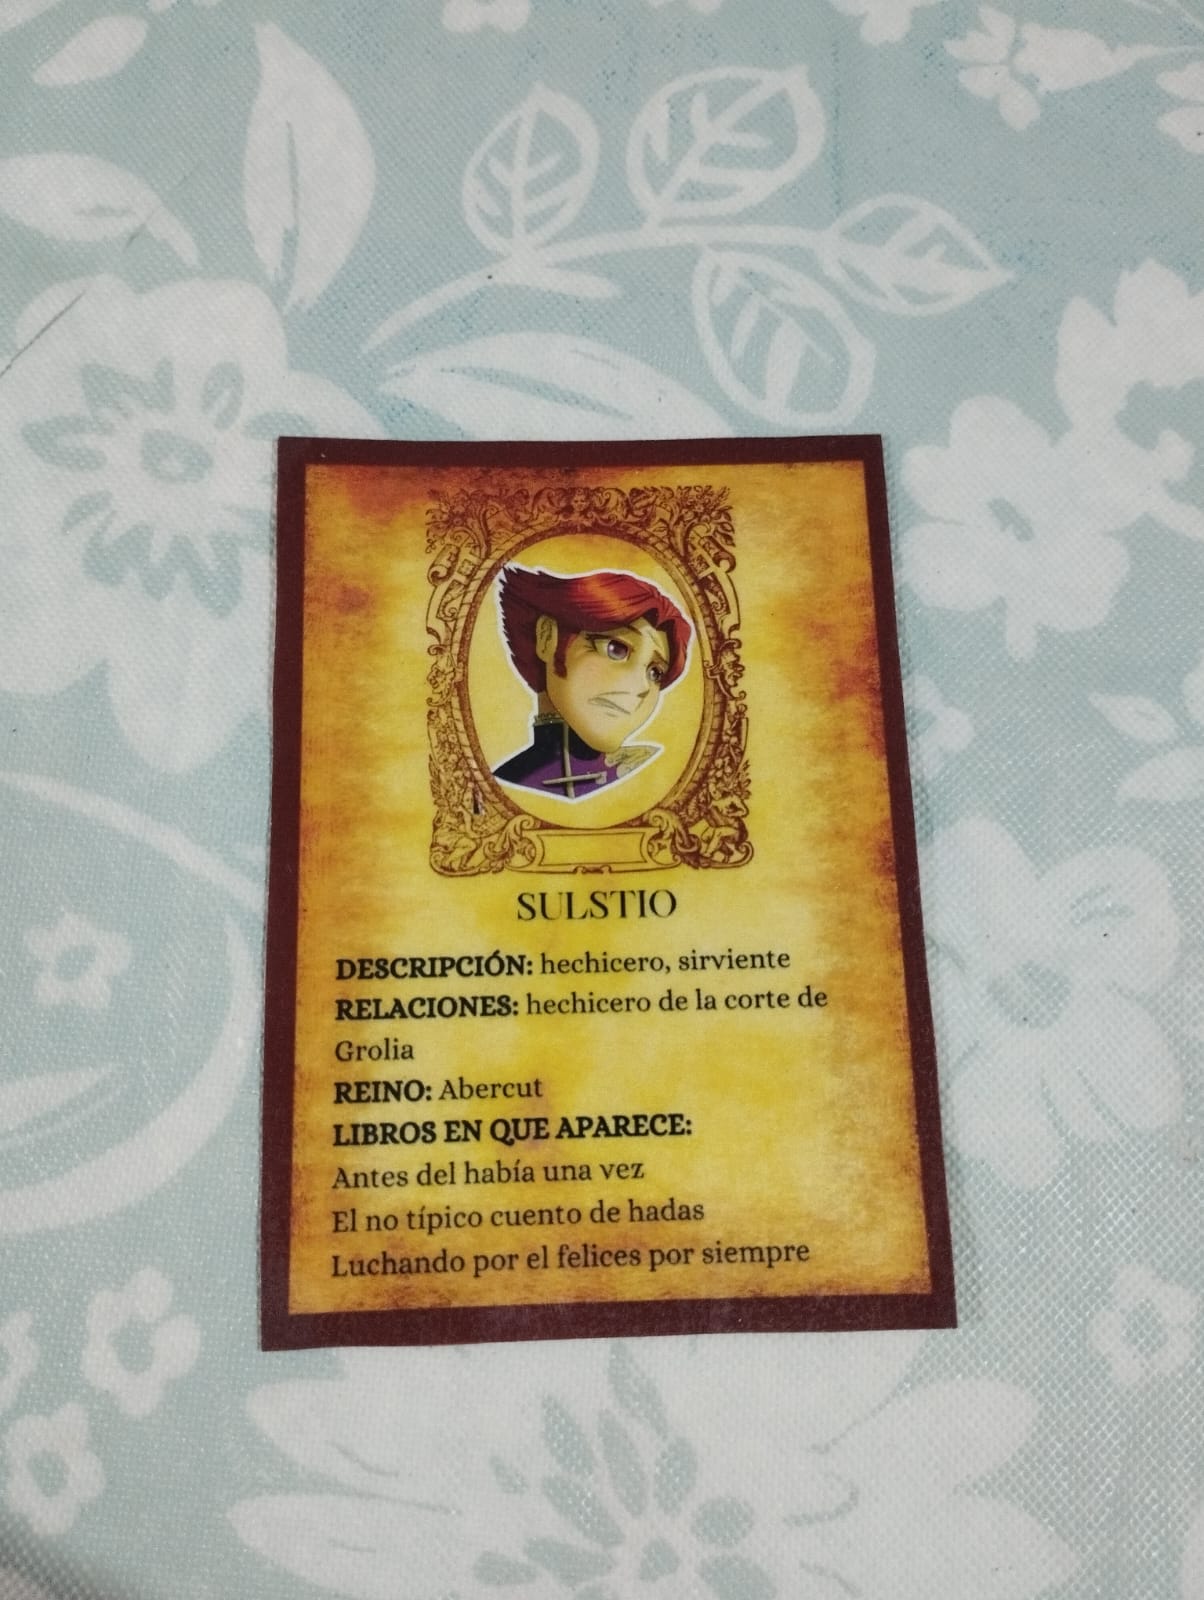 SULSTIO
DESCRIPCIÓN: hechicero, sirviente
RELACIONES: hechicero de la corte de
Grolia
REINO: Abercut
LIBROS EN QUE APARECE:
Antes del había una vez
El no típico cuento de hadas
Luchando por el felices por siempre